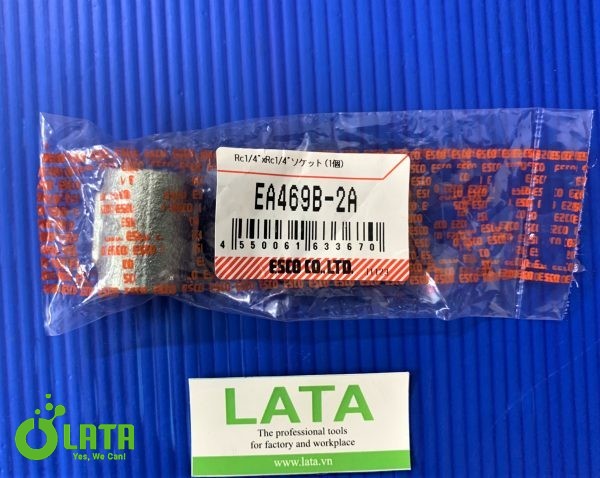 Rc1/4"xRc1/4"ソケット(1個)
EA469B-2A
4 550061 633670
ESCO CO.,LTD.
LATA
Yes, We Can!
LATA
The professional tools
for factory and workplace
www.lata.vn